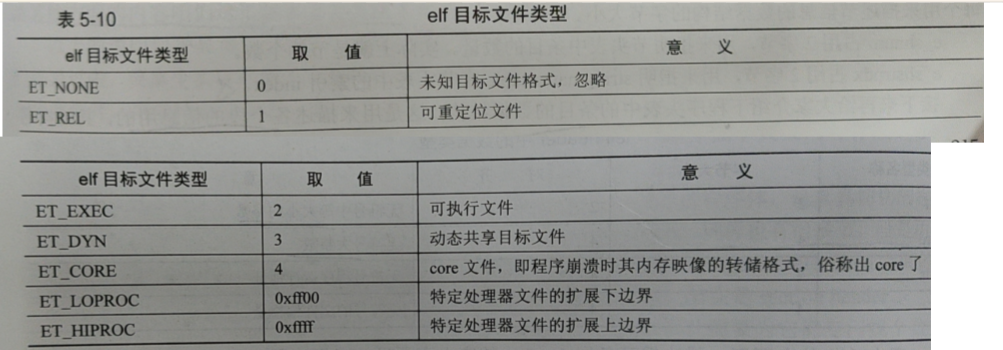 表 5-10 elf 目标文件类型
elf 目标文件类型 取 值 意 义
ET_NONE 0 未知目标文件格式，忽略
ET_REL 1 可重定位文件
elf 目标文件类型 取 值 意 义
ET_EXEC 2 可执行文件
ET_DYN 3 动态共享目标文件
ET_CORE 4 core 文件，即程序崩溃时其内存映像的转储格式，俗称出 core 了
ET_LOPROC 0xff00 特定处理器文件的扩展下边界
ET_HIPROC 0xffff 特定处理器文件的扩展上边界